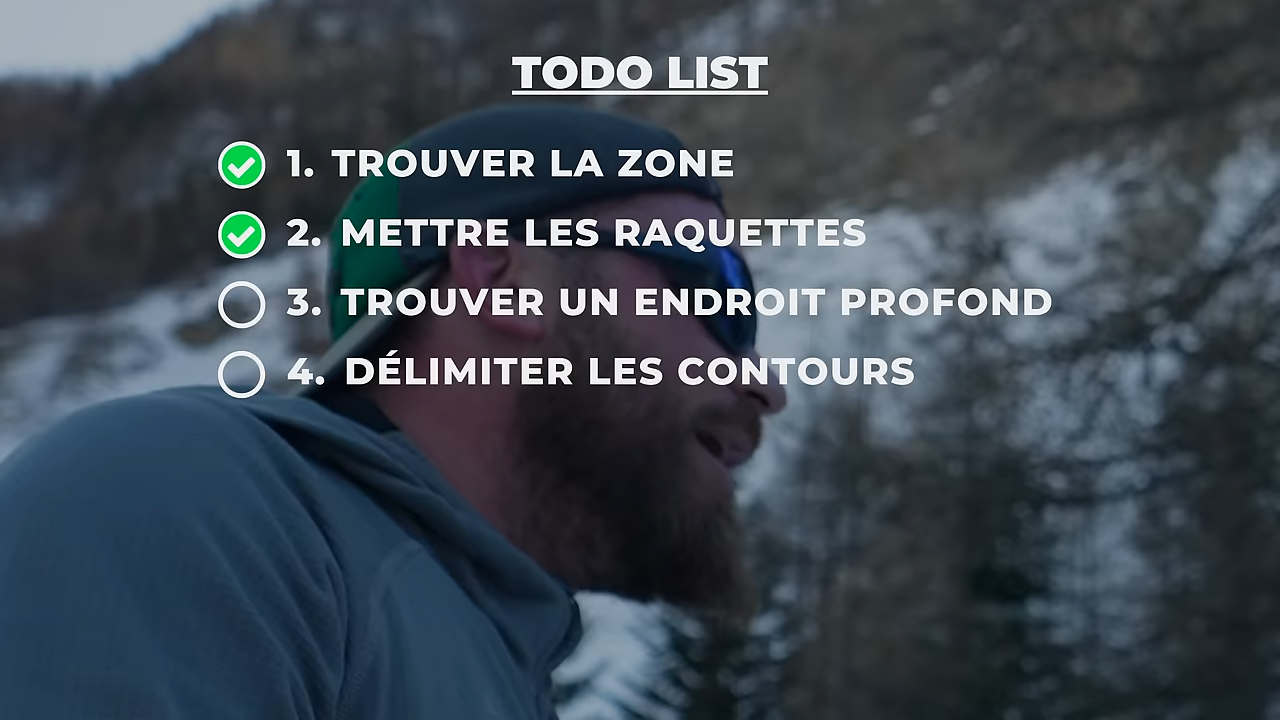 TODO LIST
1. TROUVER LA ZONE
2. METTRE LES RAQUETTES
3. TROUVER UN ENDROIT PROFOND
4. DÉLIMITER LES CONTOURS